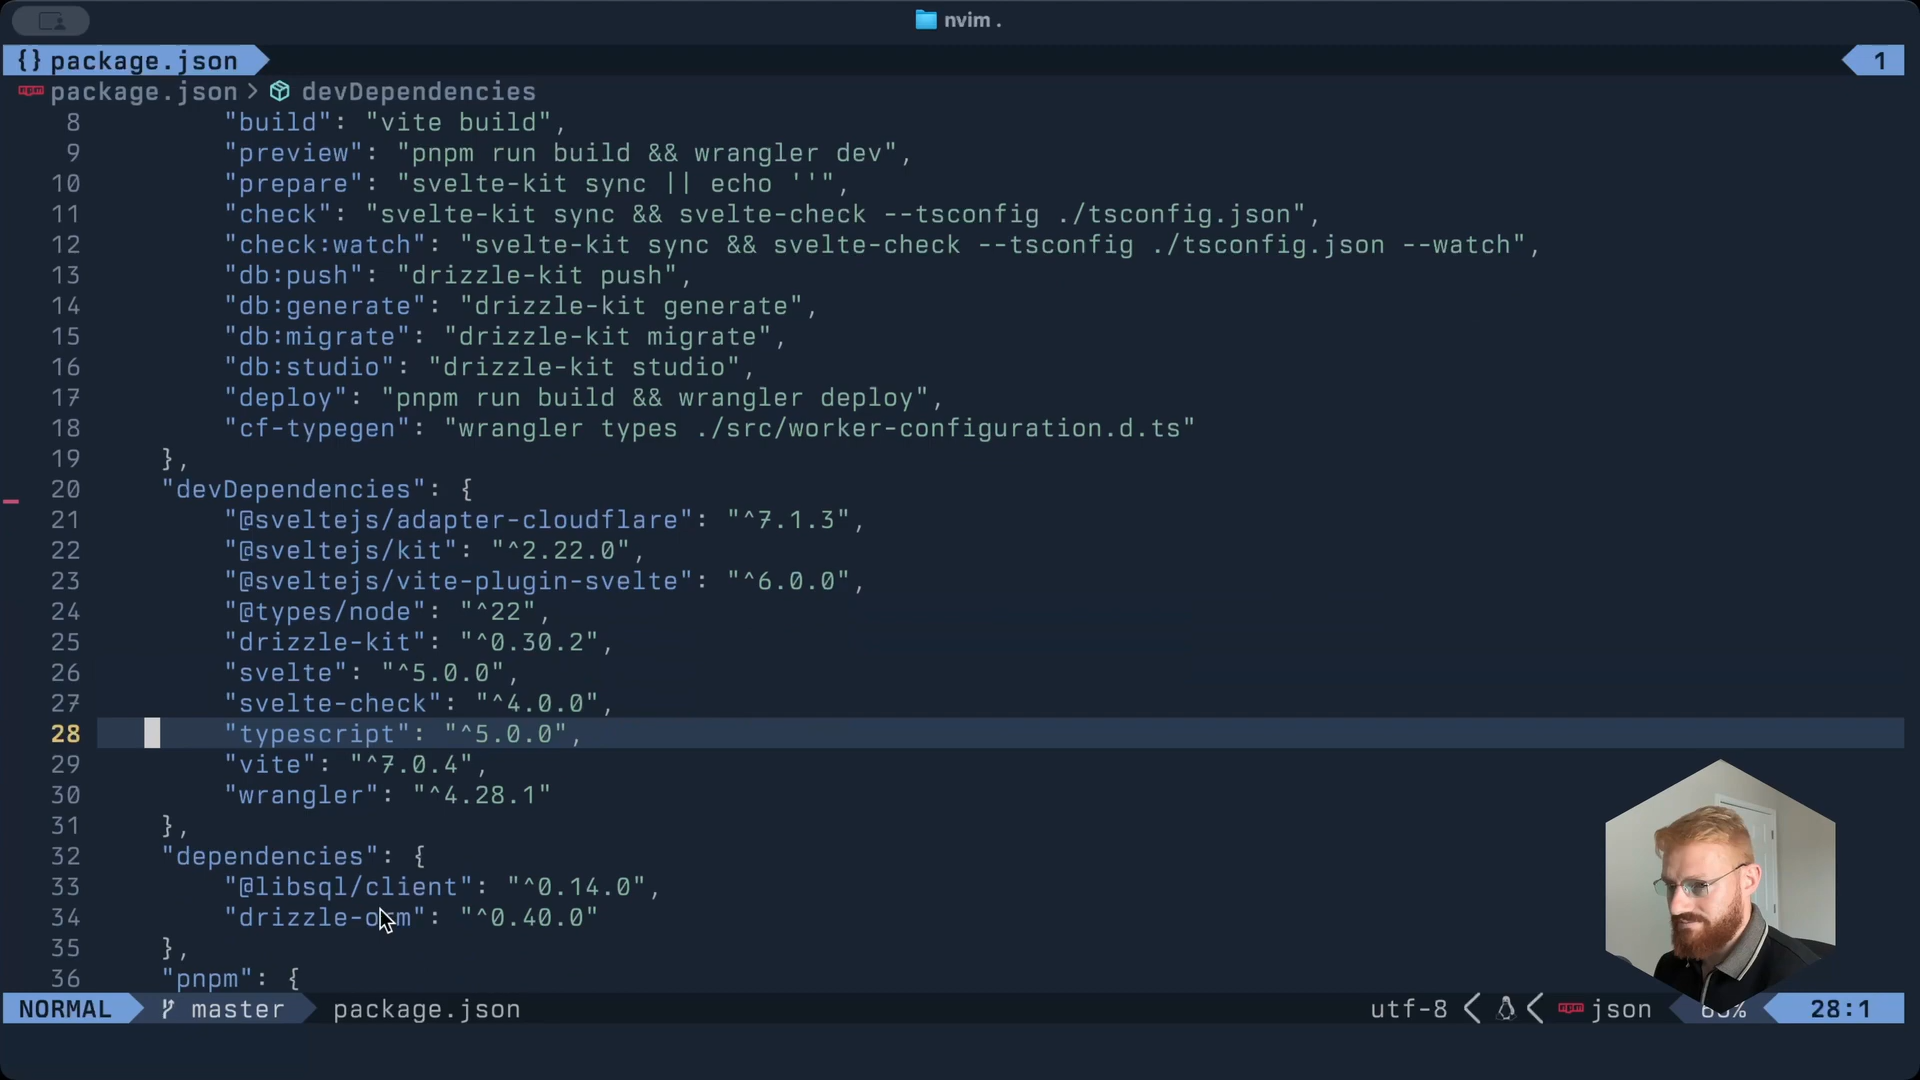 nvim .
{} package.json
1
npm package.json > devDependencies
8 "build": "vite build",
9 "preview": "pnpm run build && wrangler dev",
10 "prepare": "svelte-kit sync || echo ''",
11 "check": "svelte-kit sync && svelte-check --tsconfig ./tsconfig.json",
12 "check:watch": "svelte-kit sync && svelte-check --tsconfig ./tsconfig.json --watch",
13 "db:push": "drizzle-kit push",
14 "db:generate": "drizzle-kit generate",
15 "db:migrate": "drizzle-kit migrate",
16 "db:studio": "drizzle-kit studio",
17 "deploy": "pnpm run build && wrangler deploy",
18 "cf-typegen": "wrangler types ./src/worker-configuration.d.ts"
19 },
20 "devDependencies": {
21 "@sveltejs/adapter-cloudflare": "^7.1.3",
22 "@sveltejs/kit": "^2.22.0",
23 "@sveltejs/vite-plugin-svelte": "^6.0.0",
24 "@types/node": "^22",
25 "drizzle-kit": "^0.30.2",
26 "svelte": "^5.0.0",
27 "svelte-check": "^4.0.0",
28 "typescript": "^5.0.0",
29 "vite": "^7.0.4",
30 "wrangler": "^4.28.1"
31 },
32 "dependencies": {
33 "@libsql/client": "^0.14.0",
34 "drizzle-orm": "^0.40.0"
35 },
36 "pnpm": {
NORMAL master package.json utf-8 < < npm json 28:1